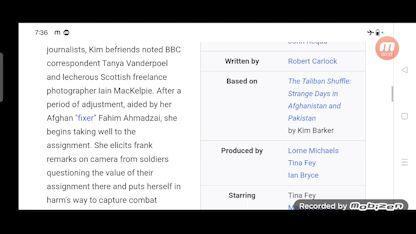 7:36
journalists, Kim befriends noted BBC
correspondent Tanya Vanderpoel
and lecherous Scottish freelance
photographer Iain MacKelpie. After a
period of adjustment, aided by her
Afghan "fixer" Fahim Ahmadzai, she
begins taking well to the
assignment. She elicits frank
remarks on camera from soldiers
questioning the value of their
assignment there and puts herself in
harm's way to capture combat
Written by Robert Carlock
Based on The Taliban Shuffle:
Strange Days in
Afghanistan and
Pakistan
by Kim Barker
Produced by Lorne Michaels
Tina Fey
Ian Bryce
Starring Tina Fey
Recorded by Mobizen